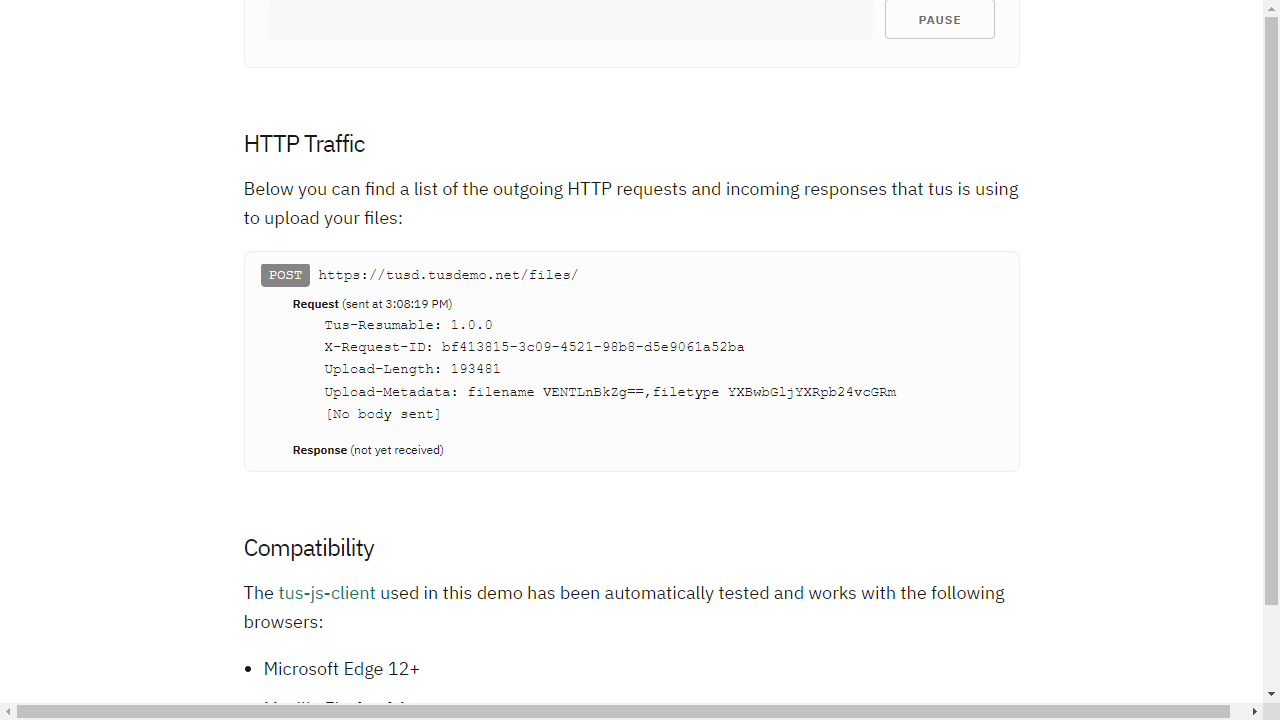 PAUSE
HTTP Traffic
Below you can find a list of the outgoing HTTP requests and incoming responses that tus is using
to upload your files:
POST https://tusd.tusdemo.net/files/
Request (sent at 3:08:19 PM)
Tus-Resumable: 1.0.0
X-Request-ID: bf413815-3c09-4521-98b8-d5e9061a52ba
Upload-Length: 193481
Upload-Metadata: filename VENTLnBkZg==,filetype YXBwbGljYXRpb24vcGRm
[No body sent]
Response (not yet received)
Compatibility
The tus-js-client used in this demo has been automatically tested and works with the following
browsers:
• Microsoft Edge 12+